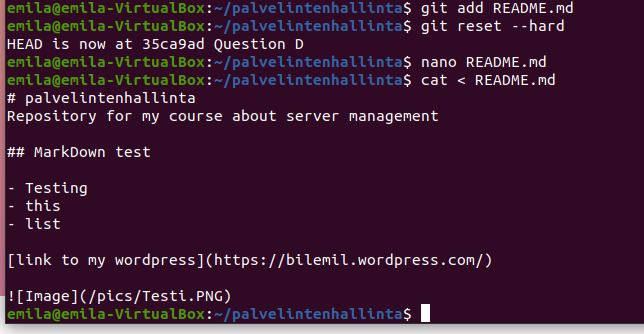 emila@emila-VirtualBox:~/palvelintenhallinta$ git add README.md
emila@emila-VirtualBox:~/palvelintenhallinta$ git reset --hard
HEAD is now at 35ca9ad Question D
emila@emila-VirtualBox:~/palvelintenhallinta$ nano README.md
emila@emila-VirtualBox:~/palvelintenhallinta$ cat < README.md
# palvelintenhallinta
Repository for my course about server management
## MarkDown test
- Testing
- this
- list
[link to my wordpress](https://bilemil.wordpress.com/)
![Image](/pics/Testi.PNG)
emila@emila-VirtualBox:~/palvelintenhallinta$